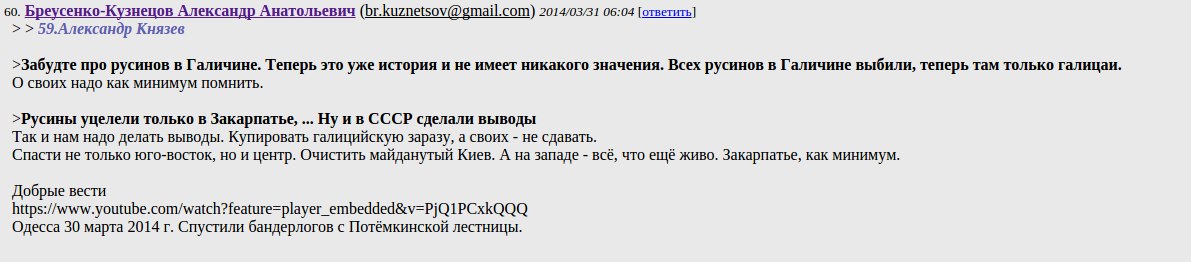 60. Бреусенко-Кузнецов Александр Анатольевич (br.kuznetsov@gmail.com) 2014/03/31 06:04 [ответить]
> > 59.Александр Князев
>Забудте про русинов в Галичине. Теперь это уже история и не имеет никакого значения. Всех русинов в Галичине выбили, теперь там только галицаи.
О своих надо как минимум помнить.
>Русины уцелели только в Закарпатье, ... Ну и в СССР сделали выводы
Так и нам надо делать выводы. Купировать галицийскую заразу, а своих - не сдавать.
Спасти не только юго-восток, но и центр. Очистить майданутый Киев. А на западе - всё, что ещё живо. Закарпатье, как минимум.
Добрые вести
https://www.youtube.com/watch?feature=player_embedded&v=PjQ1PCxkQQQ
Одесса 30 марта 2014 г. Спустили бандерлогов с Потёмкинской лестницы.